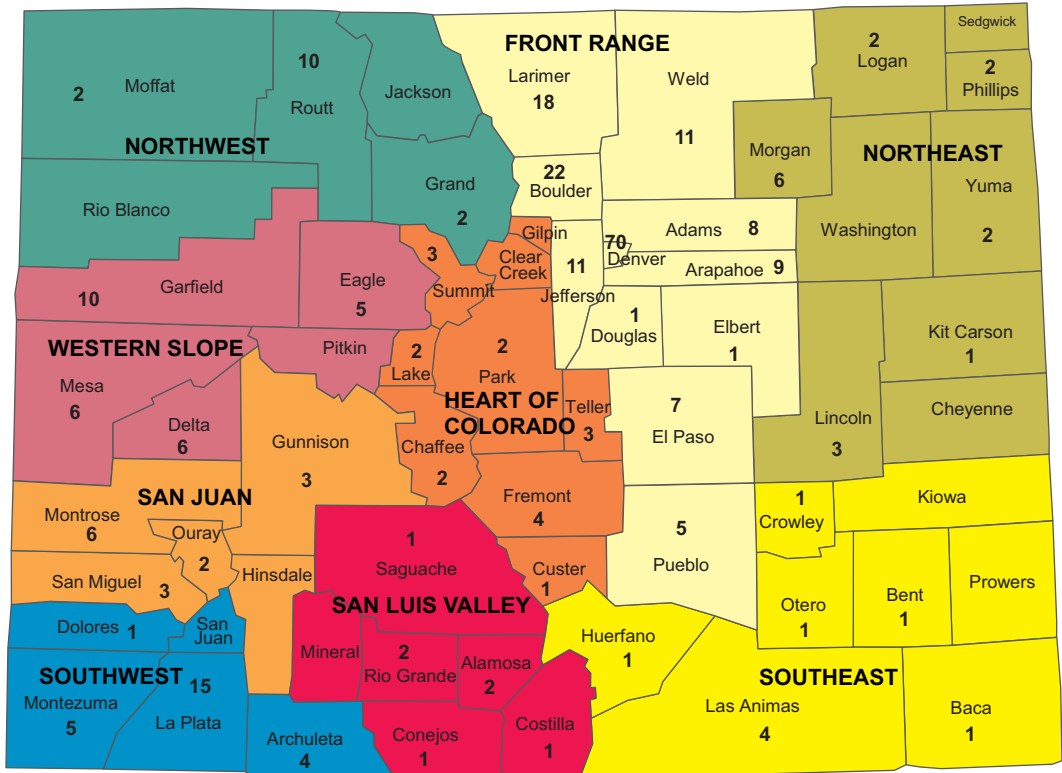 FRONT RANGE
Sedgwick
2
Logan
2
Phillips
10
Routt
Jackson
Larimer
18
Weld
11
2 Moffat
NORTHWEST
Morgan
6
NORTHEAST
22
Boulder
Grand
2
Yuma
2
Rio Blanco
Gilpin
Adams 8
Washington
70
Denver
3
Summit
Clear
Creek
11
Jefferson
Arapahoe 9
Garfield
10
Eagle
5
1
Douglas
Elbert
1
Kit Carson
1
WESTERN SLOPE
Pitkin
2
Lake
2
Park
Mesa
6
HEART OF
COLORADO
Teller
3
7
El Paso
Lincoln
3
Cheyenne
Delta
6
Gunnison
3
Chaffee
2
SAN JUAN
Montrose
6
Fremont
4
1
Crowley
Kiowa
Ouray
2
1
Saguache
5
Pueblo
San Miguel
3
Hinsdale
Custer
1
Otero
1
Bent
1
Prowers
SAN LUIS VALLEY
Dolores 1
San
Juan
Huerfano
1
Mineral
2
Rio Grande
Alamosa
2
SOUTHWEST
15
La Plata
Montezuma
5
SOUTHEAST
Las Animas
4
Baca
1
Archuleta
4
Conejos
1
Costilla
1